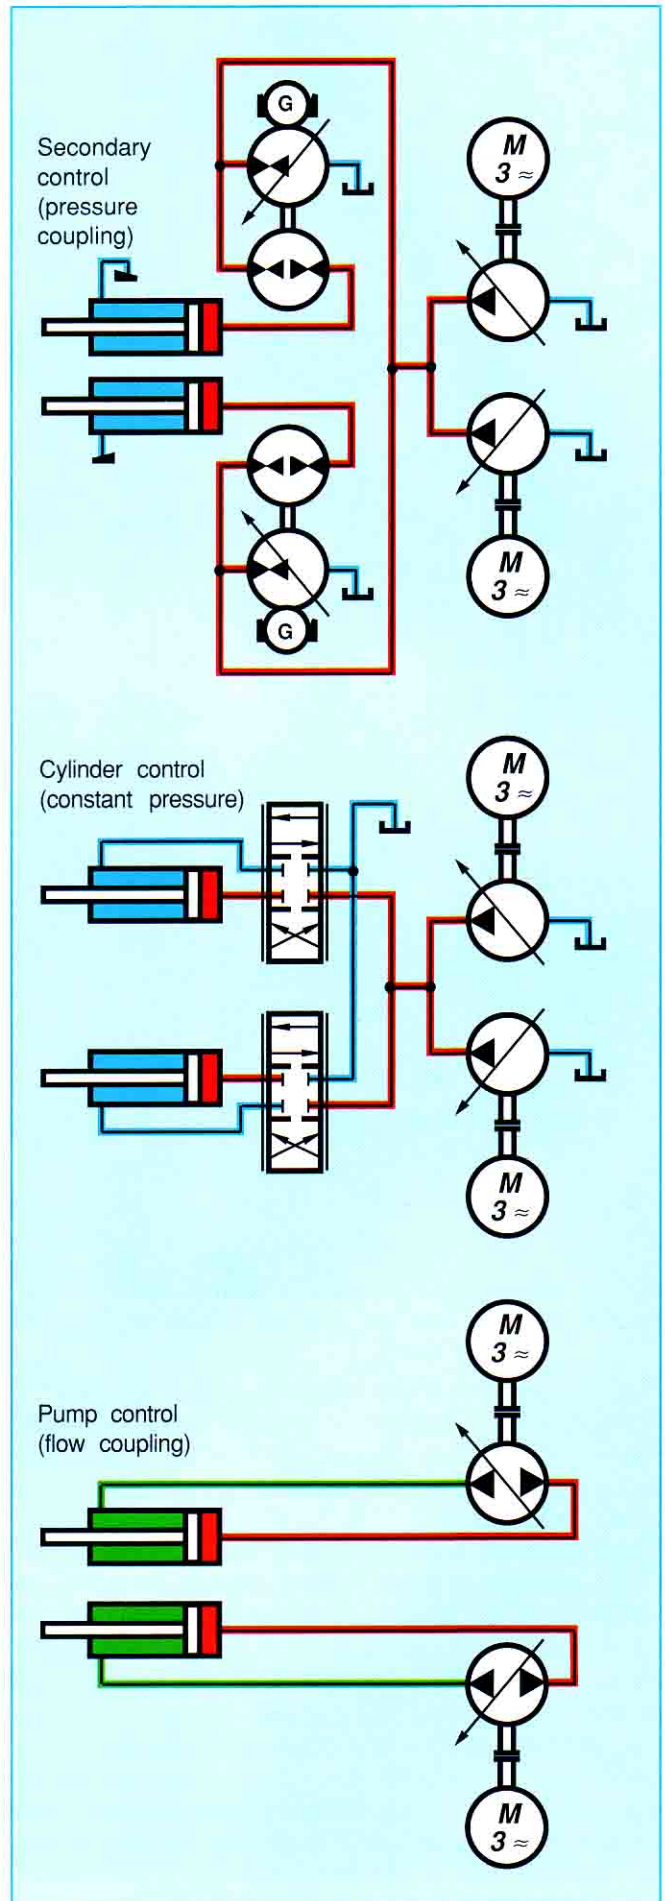 G
Secondary
control
(pressure
coupling)
M
3 ≈
M
3 ≈
G
Cylinder control
(constant pressure)
M
3 ≈
M
3 ≈
Pump control
(flow coupling)
M
3 ≈
M
3 ≈